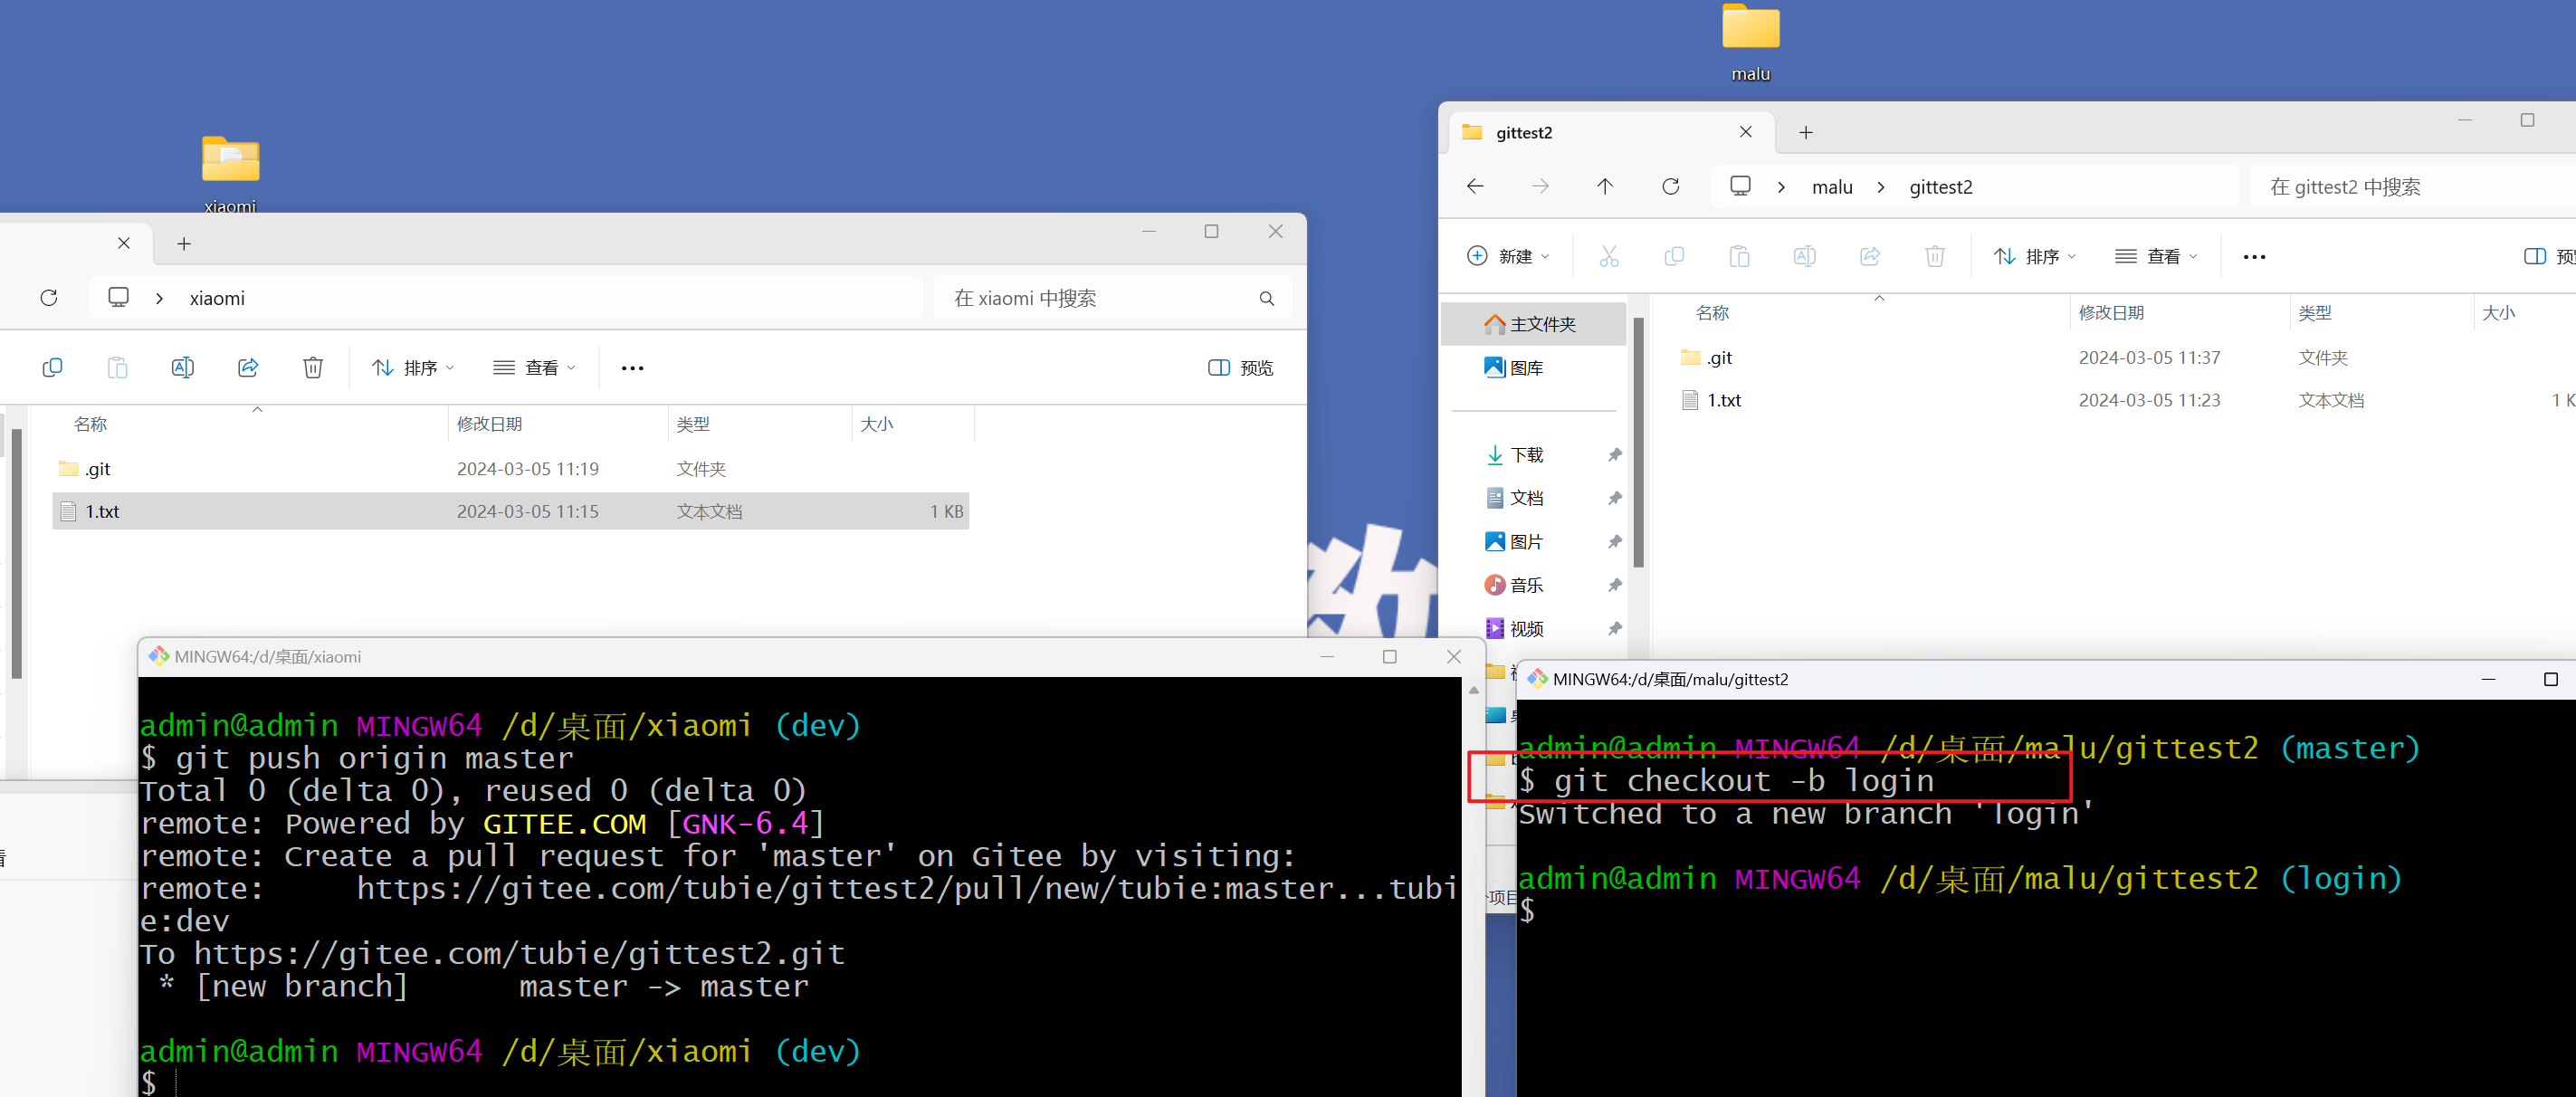 malu
xiaomi
xiaomi
在 xiaomi 中搜索
排序
查看
预览
名称
修改日期
类型
大小
.git
2024-03-05 11:19
文件夹
1.txt
2024-03-05 11:15
文本文档
1 KB
gittest2
malu
gittest2
在 gittest2 中搜索
新建
排序
查看
主文件夹
图库
下载
文档
图片
音乐
视频
名称
修改日期
类型
大小
.git
2024-03-05 11:37
文件夹
1.txt
2024-03-05 11:23
文本文档
MINGW64:/d/桌面/xiaomi
admin@admin MINGW64 /d/桌面/xiaomi (dev)
$ git push origin master
Total 0 (delta 0), reused 0 (delta 0)
remote: Powered by GITEE.COM [GNK-6.4]
remote: Create a pull request for 'master' on Gitee by visiting:
remote:     https://gitee.com/tubie/gittest2/pull/new/tubie:master...tubi
e:dev
To https://gitee.com/tubie/gittest2.git
 * [new branch]      master -> master
admin@admin MINGW64 /d/桌面/xiaomi (dev)
$
MINGW64:/d/桌面/malu/gittest2
admin@admin MINGW64 /d/桌面/malu/gittest2 (master)
$ git checkout -b login
Switched to a new branch 'login'
admin@admin MINGW64 /d/桌面/malu/gittest2 (login)
$